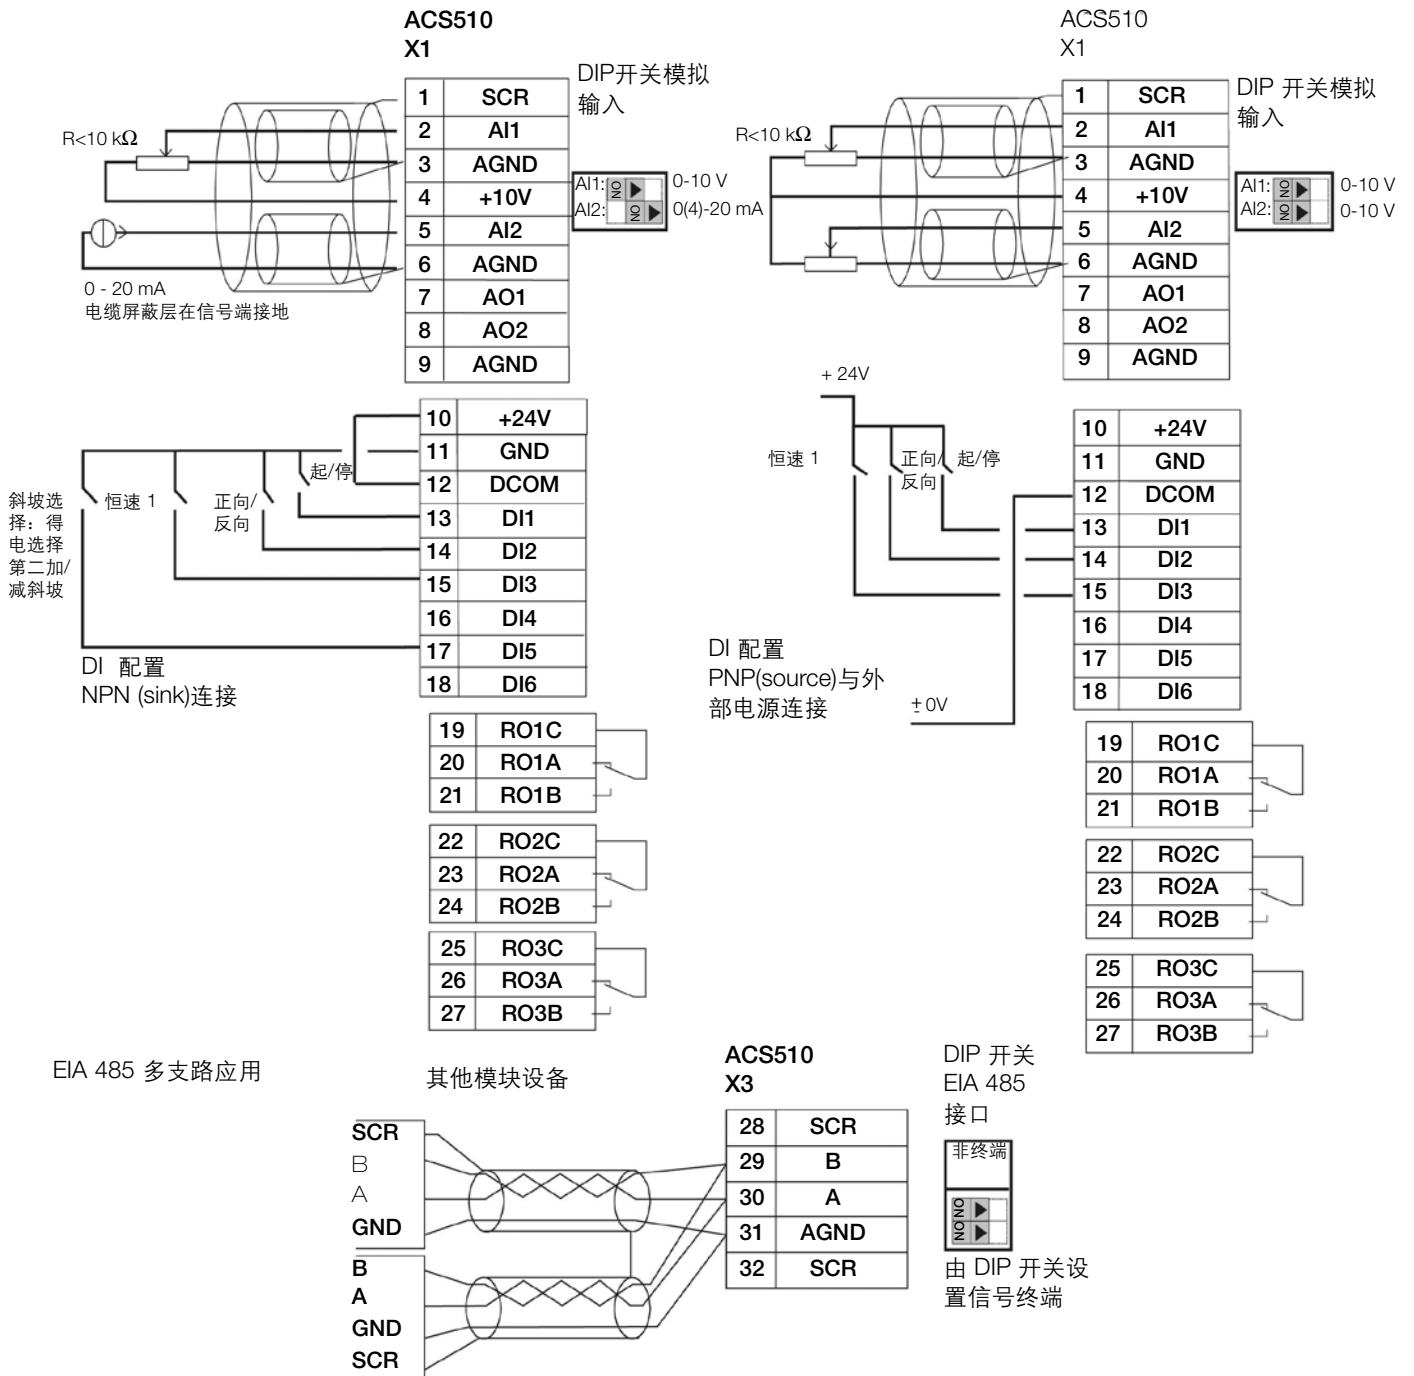 ACS510
X1
DIP开关模拟
输入
1 SCR
2 AI1
3 AGND
4 +10V
5 AI2
6 AGND
7 AO1
8 AO2
9 AGND
R<10 kΩ
0 - 20 mA
电缆屏蔽层在信号端接地
AI1: ON 0-10 V
AI2: ON 0(4)-20 mA
10 +24V
11 GND
12 DCOM
13 DI1
14 DI2
15 DI3
16 DI4
17 DI5
18 DI6
起/停
正向/
反向
恒速 1
斜坡选
择：得
电选择
第二加/
减斜坡
DI 配置
NPN (sink)连接
19 RO1C
20 RO1A
21 RO1B
22 RO2C
23 RO2A
24 RO2B
25 RO3C
26 RO3A
27 RO3B
ACS510
X1
DIP 开关模拟
输入
1 SCR
2 AI1
3 AGND
4 +10V
5 AI2
6 AGND
7 AO1
8 AO2
9 AGND
R<10 kΩ
AI1: ON 0-10 V
AI2: ON 0-10 V
+ 24V
恒速 1
正向/
反向
起/停
10 +24V
11 GND
12 DCOM
13 DI1
14 DI2
15 DI3
16 DI4
17 DI5
18 DI6
DI 配置
PNP(source)与外
部电源连接
± 0V
19 RO1C
20 RO1A
21 RO1B
22 RO2C
23 RO2A
24 RO2B
25 RO3C
26 RO3A
27 RO3B
EIA 485 多支路应用
其他模块设备
SCR
B
A
GND
B
A
GND
SCR
ACS510
X3
28 SCR
29 B
30 A
31 AGND
32 SCR
DIP 开关
EIA 485
接口
非终端
ON
ON
由 DIP 开关设
置信号终端